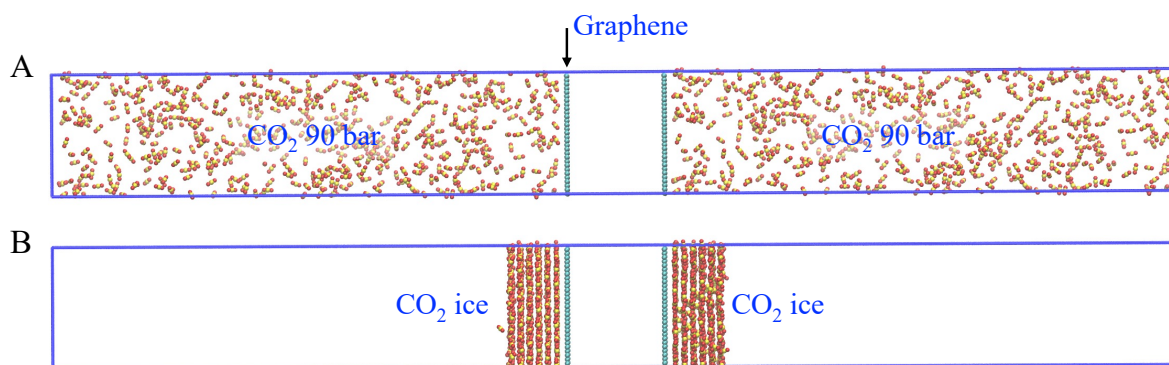 Graphene
A
CO₂ 90 bar CO₂ 90 bar
B
CO₂ ice CO₂ ice